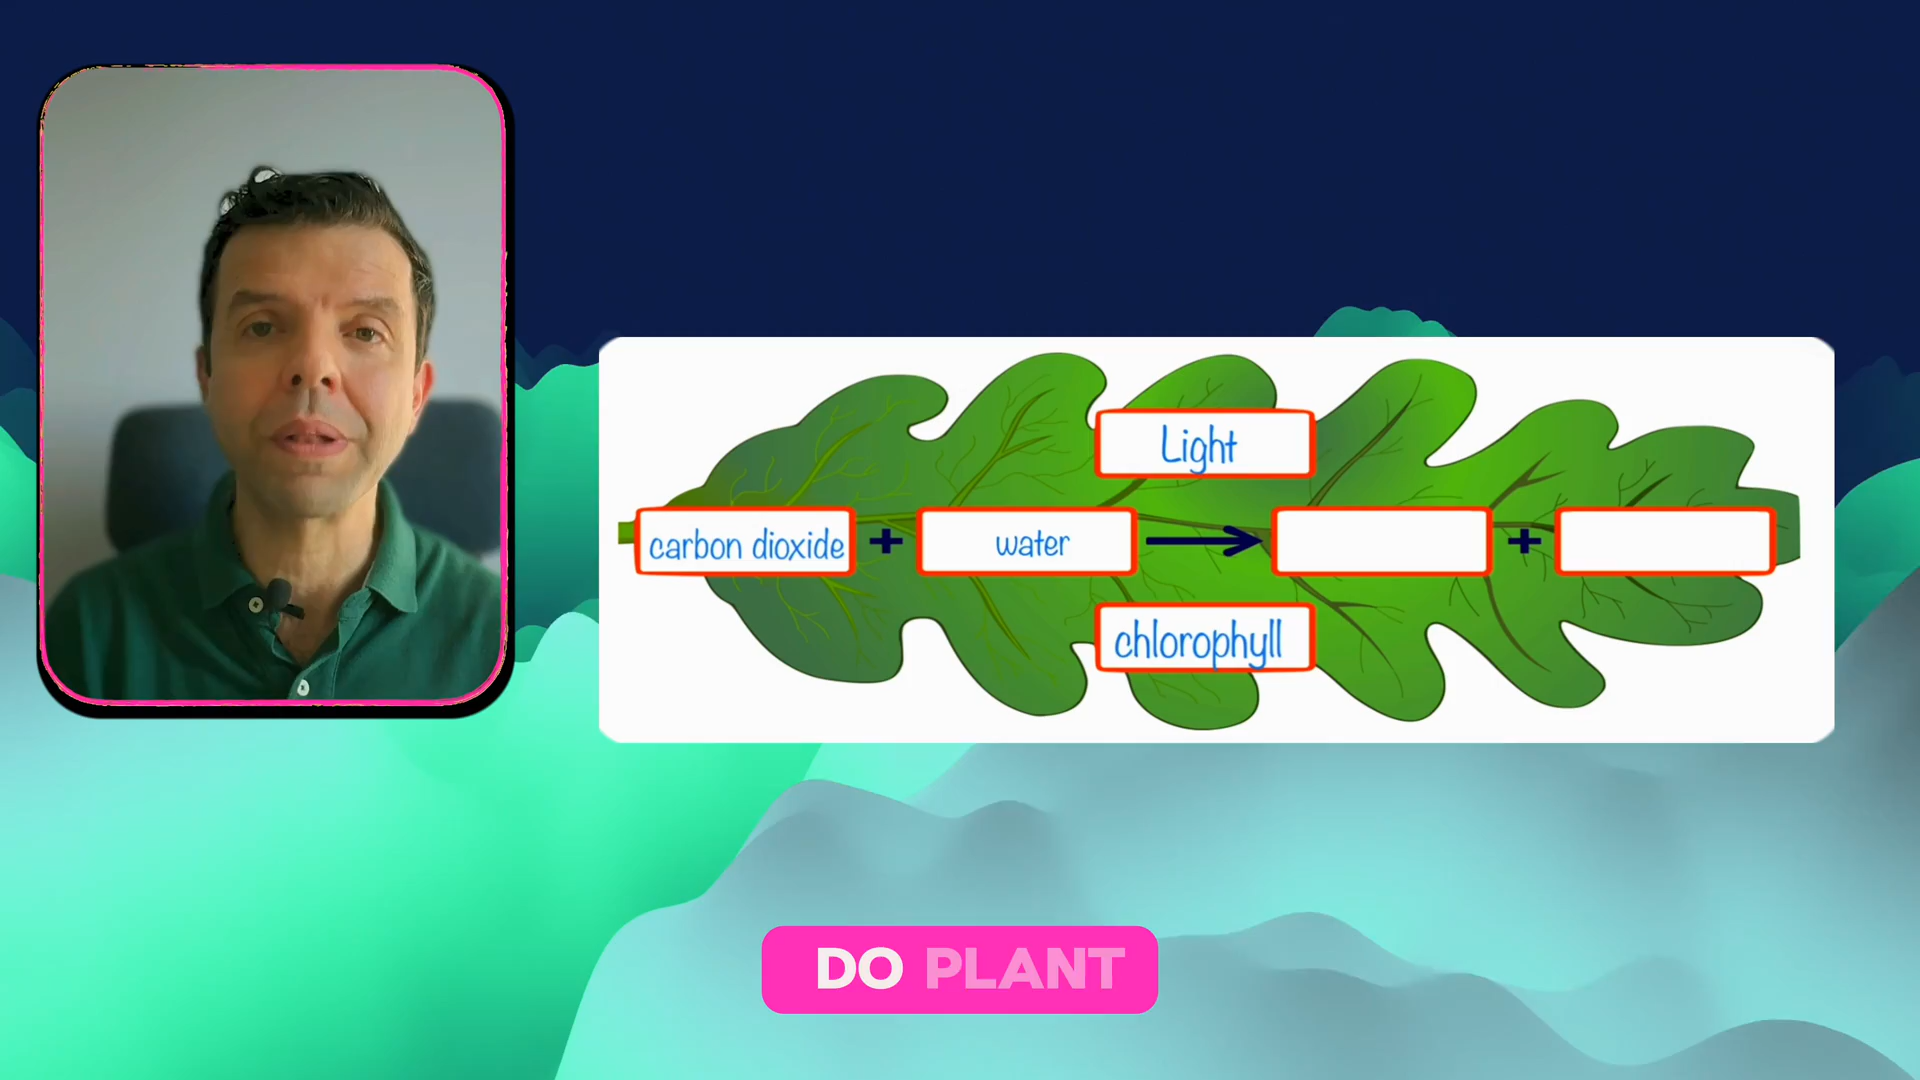 Light
carbon dioxide + water → +
chlorophyll
DO PLANT